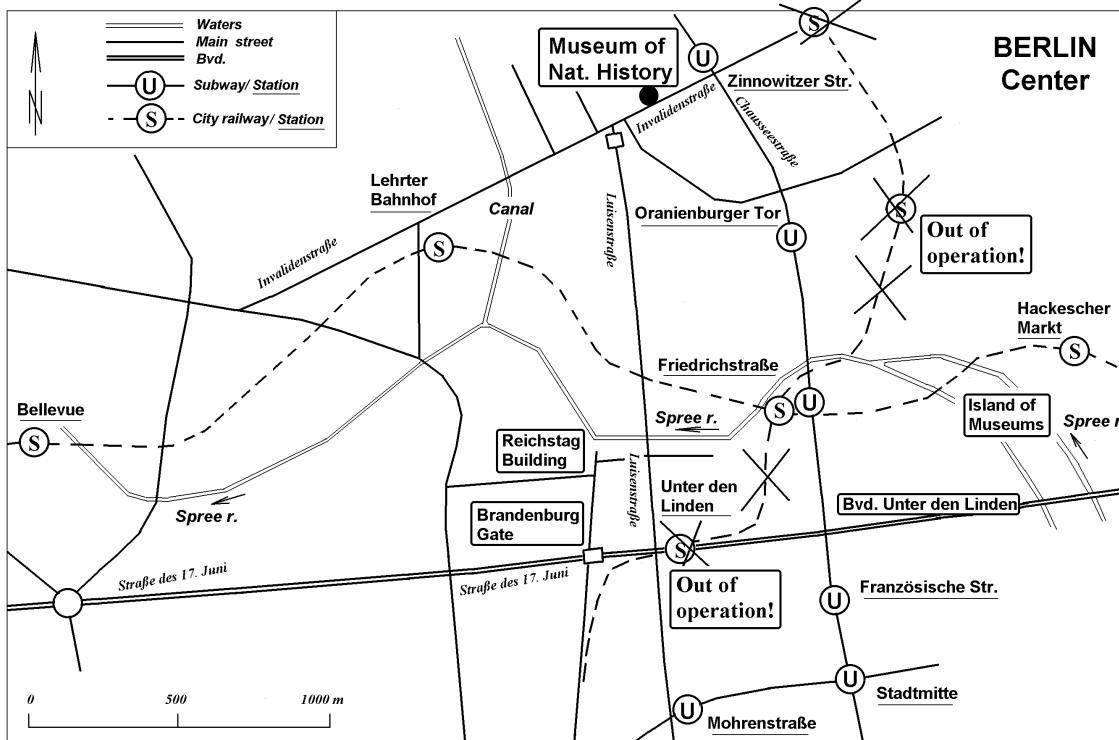 Waters
Main street
Bvd.
U Subway/ Station
S City railway/ Station
N
BERLIN
Center
Museum of
Nat. History
S
U
Zinnowitzer Str.
Invalidenstraße
Chausseestraße
Lehrter
Bahnhof
Canal
Luisenstraße
Oranienburger Tor
U
S
Out of
operation!
Invalidenstraße
S
Hackescher
Markt
S
Friedrichstraße
S
U
Bellevue
S
Spree r.
Island of
Museums
Spree r
Reichstag
Building
Luisenstraße
Unter den
Linden
Spree r.
Brandenburg
Gate
Bvd. Unter den Linden
S
Straße des 17. Juni
Straße des 17. Juni
Out of
operation!
U
Französische Str.
0 500 1000 m
U
Stadtmitte
U
Mohrenstraße